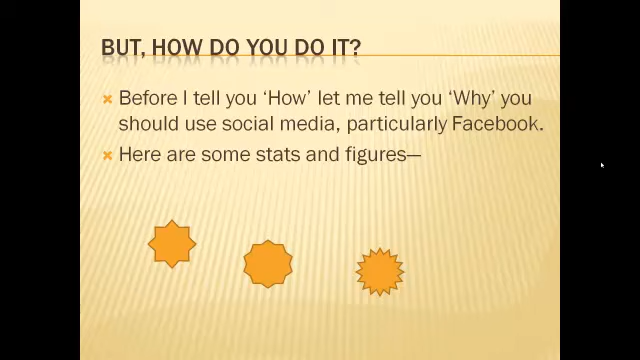 BUT, HOW DO YOU DO IT?
Before I tell you ‘How’ let me tell you ‘Why’ you
should use social media, particularly Facebook.
Here are some stats and figures—